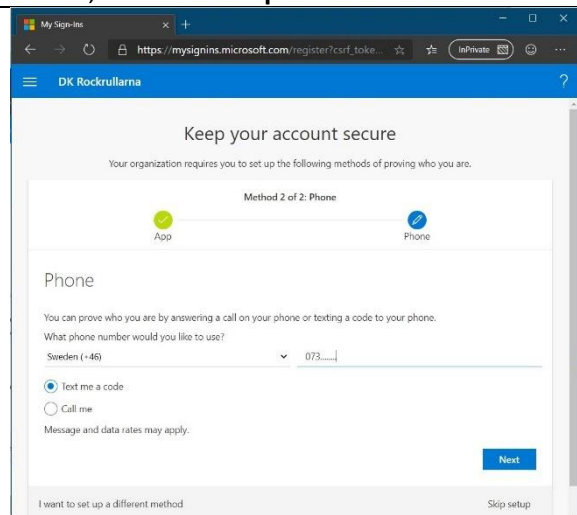 My Sign-Ins
https://mysignins.microsoft.com/register?csrf_toke...
InPrivate
DK Rockrullarna
?
Keep your account secure
Your organization requires you to set up the following methods of proving who you are.
Method 2 of 2: Phone
App
Phone
Phone
You can prove who you are by answering a call on your phone or texting a code to your phone.
What phone number would you like to use?
Sweden (+46)
073.......
Text me a code
Call me
Message and data rates may apply.
Next
I want to set up a different method
Skip setup